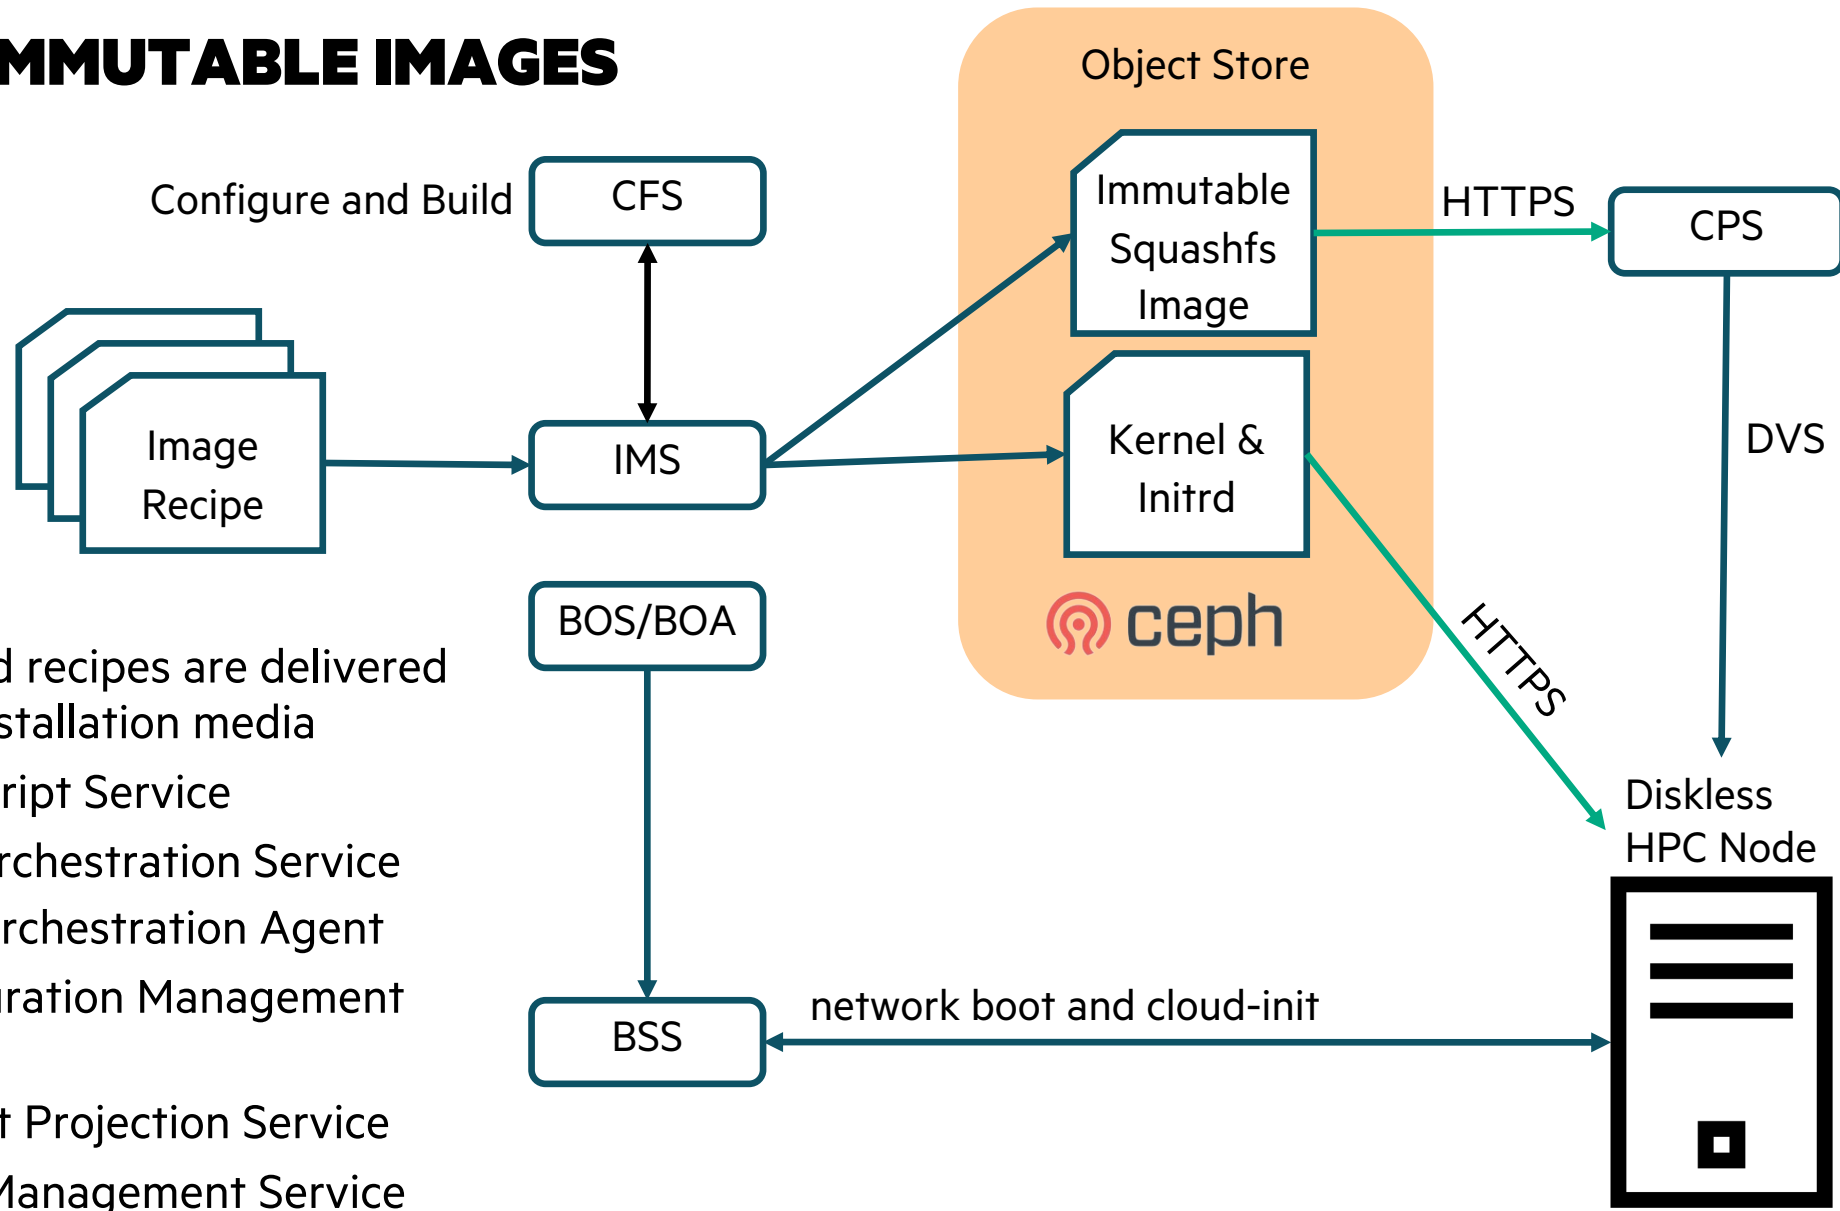 MMUTABLE IMAGES
Object Store
Configure and Build
CFS
Immutable
Squashfs
Image
HTTPS
CPS
Image
Recipe
IMS
Kernel &
Initrd
DVS
BOS/BOA
ceph
HTTPS
d recipes are delivered
stallation media
ript Service
rchestration Service
rchestration Agent
uration Management
t Projection Service
Management Service
Diskless
HPC Node
BSS
network boot and cloud-init